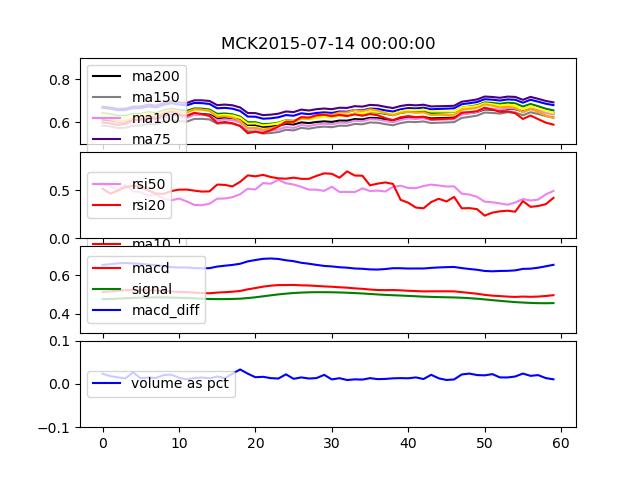 MCK2015-07-14 00:00:00
0.8
0.6
ma200
ma150
ma100
ma75
0.5
0.0
rsi50
rsi20
ma10
0.6
0.4
macd
signal
macd_diff
0.1
0.0
−0.1
volume as pct
0 10 20 30 40 50 60